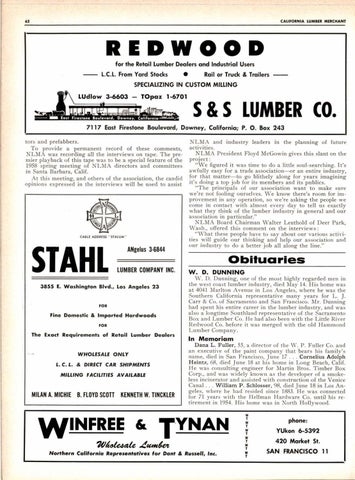 62
CALIFORNIA LUMBER MERCHANT
REDWOOD
for the Retail Lumber Dealers and Industrial Users
L.C.L. From Yard Stocks • Rail or Truck & Trailers
SPECIALIZING IN CUSTOM MILLING
LUdlow 3-6603 — TOpaz 1-6701
East Firestone Boulevard, Downey, California
S & S LUMBER CO.
7117 East Firestone Boulevard, Downey, California; P. O. Box 243
tors and prefabbers.
To provide a permanent record of these comments,
NLMA was recording all the interviews on tape. The pre-
mier playback of this tape was to be a special feature of the
1958 spring meeting of NLMA directors and committees
in Santa Barbara, Calif.
At this meeting, and others of the association, the candid
opinions expressed in the interviews will be used to assist
CABLE ADDRESS "STALUM"
STAHL
ANgelus 3-6844
LUMBER COMPANY INC.
3855 E. Washington Blvd., Los Angeles 23
FOR
Fine Domestic & Imported Hardwoods
FOR
The Exact Requirements of Retail Lumber Dealers
WHOLESALE ONLY
L.C.L. & DIRECT CAR SHIPMENTS
MILLING FACILITIES AVAILABLE
MILAN A. MICHIE B. FLOYD SCOTT KENNETH W. TINCKLER
NLMA and industry leaders in the planning of future
activities.
NLMA President Floyd McGowin gives this slant on the
project:
"We figured it was time to do a little soul-searching. It's
awfully easy for a trade association—or an entire industry,
for that matter—to go blithely along for years imagining
it's doing a top job for its members and its publics.
"The principals of our association want to make sure
we're not fooling ourselves. We know there's room for im-
provement in any operation, so we're asking the people we
come in contact with almost every day to tell us exactly
what they think of the lumber industry in general and our
association in particular."
NLMA Board Chairman Walter Leuthold of Deer Park,
Wash., offered this comment on the interviews:
"What these people have to say about our various activi-
ties will guide our thinking and help our association and
our industry to do a better job all along the line."
Obituaries
W. D. DUNNING
W. D. Dunning, one of the most highly regarded men in
the west coast lumber industry, died May 14. His home was
at 4041 Marlton Avenue in Los Angeles, where he was the
Southern California representative many years for L. J.
Carr & Co. of Sacramento and San Francisco. Mr. Dunning
had spent his entire career in the lumber industry, and was
also a longtime Southland representative of the Sacramento
Box and Lumber Co. He had also been with the Little River
Redwood Co. before it was merged with the old Hammond
Lumber Company.
In Memoriam
Dana L. Fuller, 55, a director of the W. P. Fuller Co. and
an executive of the paint company that bears his family's
name, died in San Francisco, June 17 . . . Cornelius Adolph
Heintz, 68, died June 18 at his home in Long Beach, Calif.
He was consulting engineer for Martin Bros. Timber Box
Corp., and was widely known as the developer of a smoke-
less incinerator and assisted with construction of the Venice
Canal . . . William P. Schlosser, 98, died June 18 in Los An-
geles, where he had resided since 1883. He was connected
for 71 years with the Hellman Hardware Co. until his re-
tirement in 1954. His home was in North Hollywood.
WINFREE & TYNAN
Wholesale Lumber
Northern California Representatives for Dant & Russell, Inc.
phone:
YUkon 6-5392
420 Market St.
SAN FRANCISCO 11